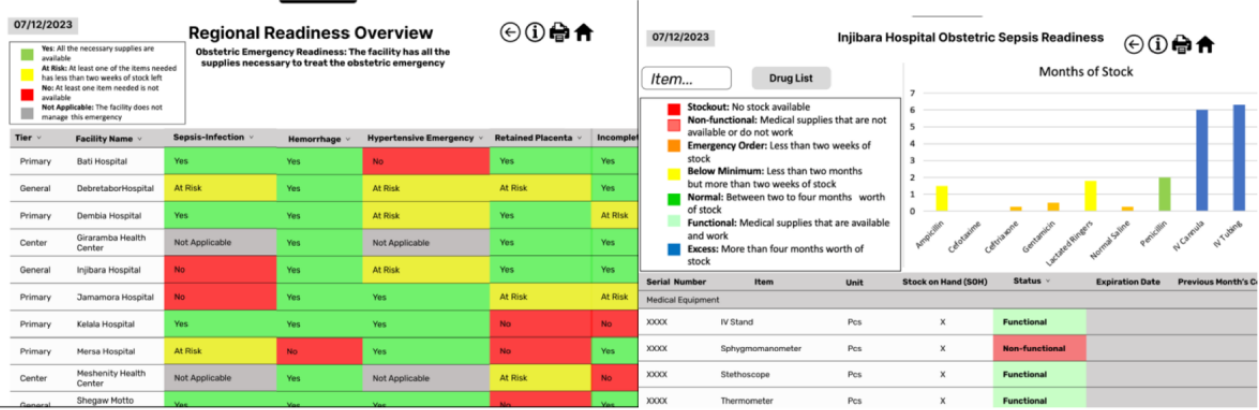 07/12/2023
Regional Readiness Overview
Obstetric Emergency Readiness: The facility has all the
supplies necessary to treat the obstetric emergency
Yes: All the necessary supplies are
available
At Risk: At least one of the items needed
has less than two weeks of stock left
No: At least one item needed is not
available
Not Applicable: The facility does not
manage this emergency
Tier Facility Name Sepsis-Infection Hemorrhage Hypertensive Emergency Retained Placenta Incomplet
Primary Bati Hospital Yes Yes No Yes Yes
General DebretaborHospital At Risk Yes At Risk At Risk Yes
Primary Dembia Hospital Yes Yes At Risk Yes At Risk
Center Giraramba Health
Center Not Applicable Yes Not Applicable Yes Yes
General Injibara Hospital No Yes At Risk Yes Yes
Primary Jamamora Hospital No Yes Yes At Risk At Risk
Primary Kelala Hospital Yes Yes Yes No No
Primary Mersa Hospital At Risk No Yes No Yes
Center Meshenity Health
Center Not Applicable Yes Not Applicable At Risk No
General Shegaw Motto Yes Yes Yes No Yes
07/12/2023
Injibara Hospital Obstetric Sepsis Readiness
Item...
Drug List
Stockout: No stock available
Non-functional: Medical supplies that are not
available or do not work
Emergency Order: Less than two weeks of
stock
Below Minimum: Less than two months
but more than two weeks of stock
Normal: Between two to four months worth
of stock
Functional: Medical supplies that are available
and work
Excess: More than four months worth of
stock
Months of Stock
7
6
5
4
3
2
1
0
Ampicillin
Cefotaxime
Ceftriaxone
Gentamicin
Lactated Ringers
Normal Saline
Penicillin
IV Cannula
IV Tubing
Serial Number Item Unit Stock on Hand (SOH) Status Expiration Date Previous Month's C
Medical Equipment
XXXX IV Stand Pcs X Functional
XXXX Sphygmomanometer Pcs X Non-functional
XXXX Stethoscope Pcs X Functional
XXXX Thermometer Pcs X Functional